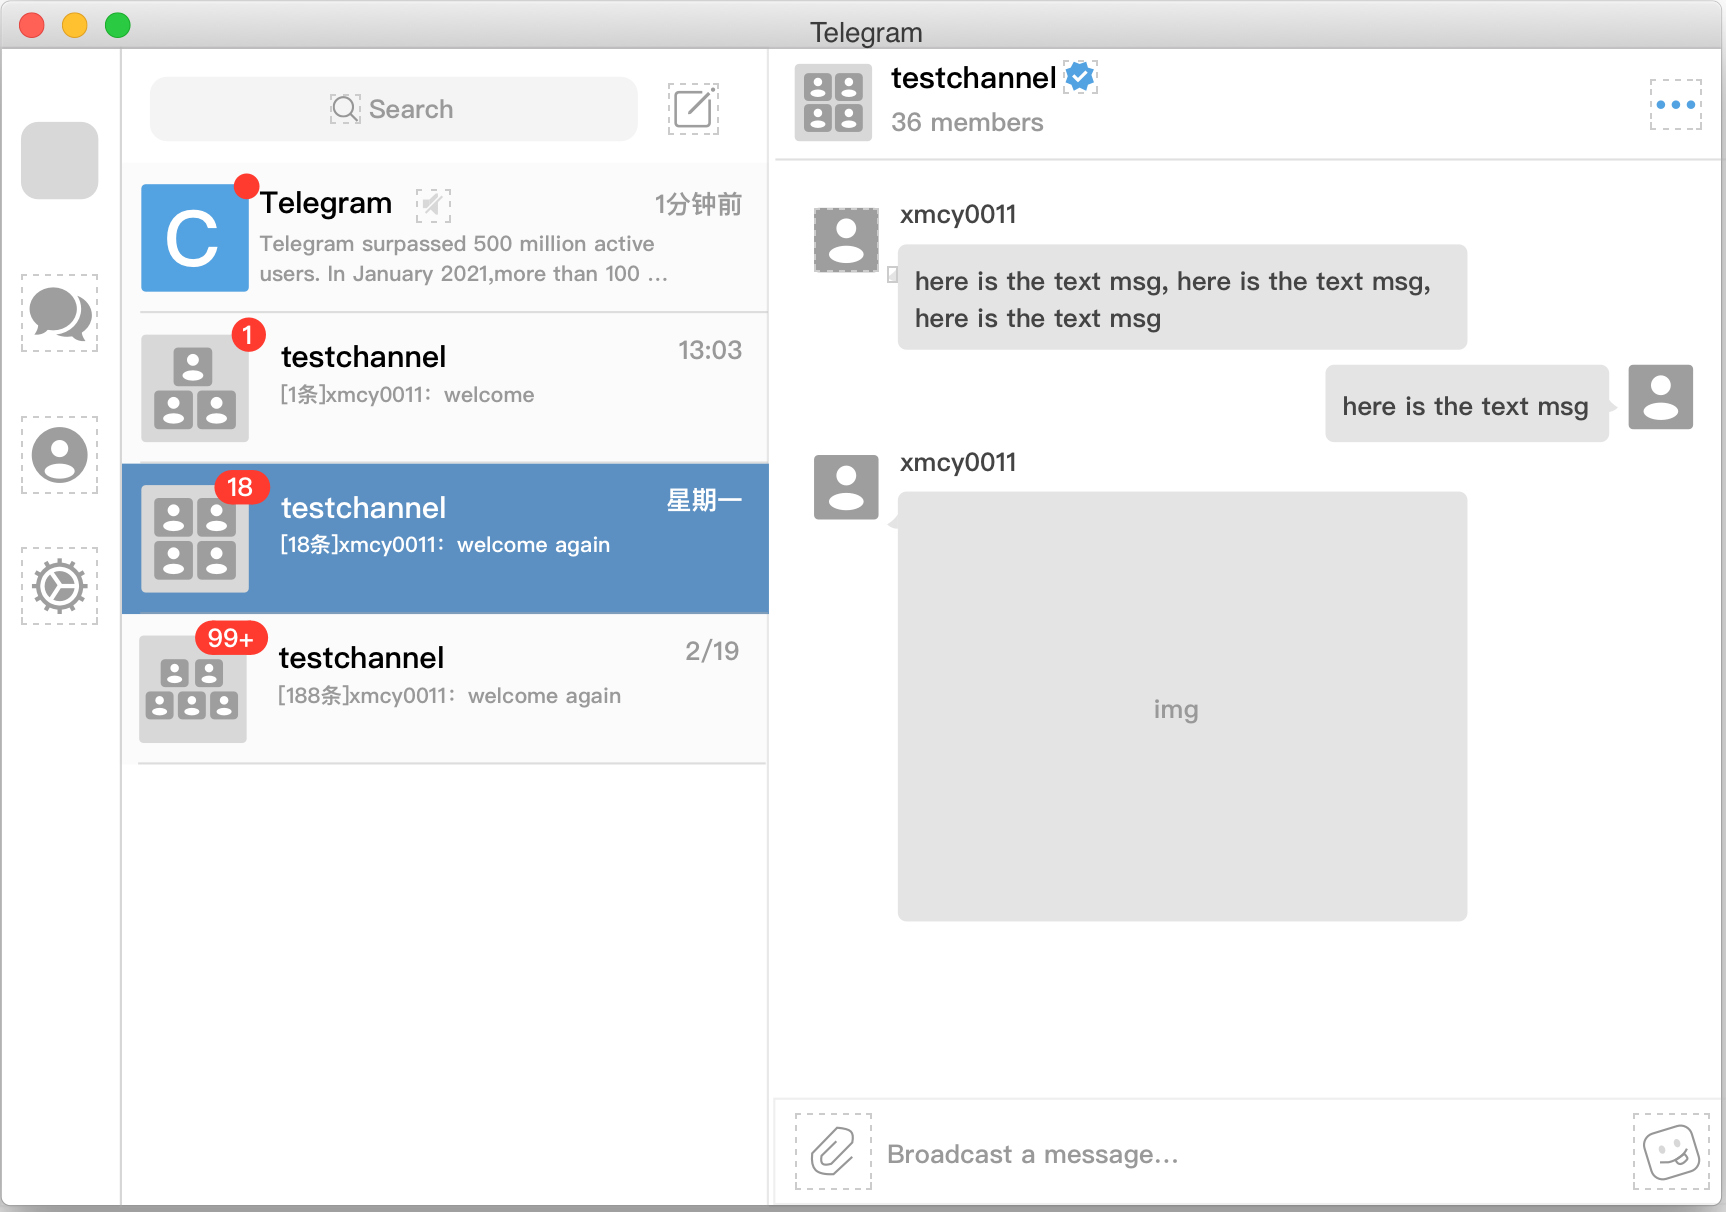 Telegram
Search
C
Telegram
1分钟前
Telegram surpassed 500 million active
users. In January 2021,more than 100 ...
1
testchannel
13:03
[1条]xmcy0011：welcome
18
testchannel
星期一
[18条]xmcy0011：welcome again
99+
testchannel
2/19
[188条]xmcy0011：welcome again
testchannel
36 members
xmcy0011
here is the text msg, here is the text msg,
here is the text msg
here is the text msg
xmcy0011
img
Broadcast a message...